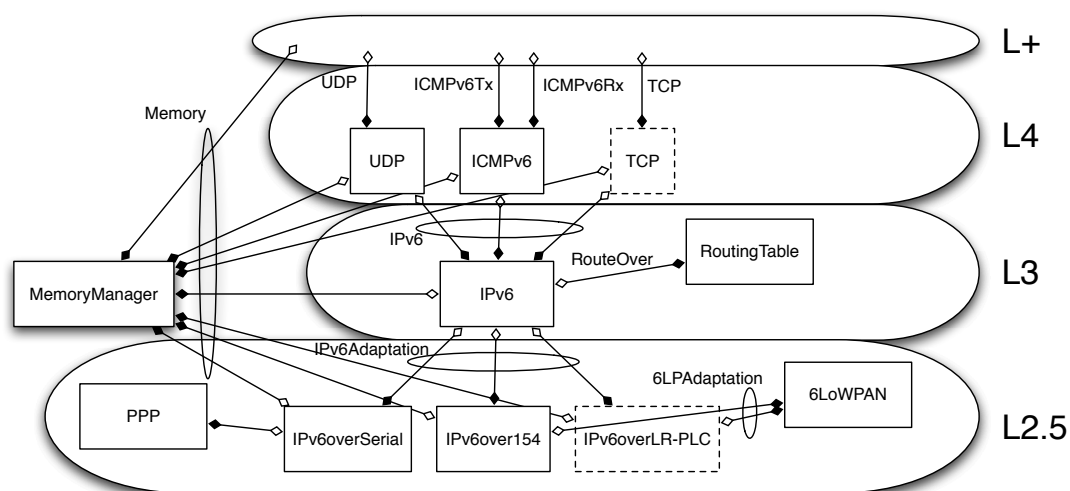 L+
UDP
ICMPv6Tx
ICMPv6Rx
TCP
Memory
L4
UDP
ICMPv6
TCP
IPv6
RouteOver
RoutingTable
L3
MemoryManager
IPv6
IPv6Adaptation
6LPAdaptation
6LoWPAN
PPP
IPv6overSerial
IPv6over154
IPv6overLR-PLC
L2.5